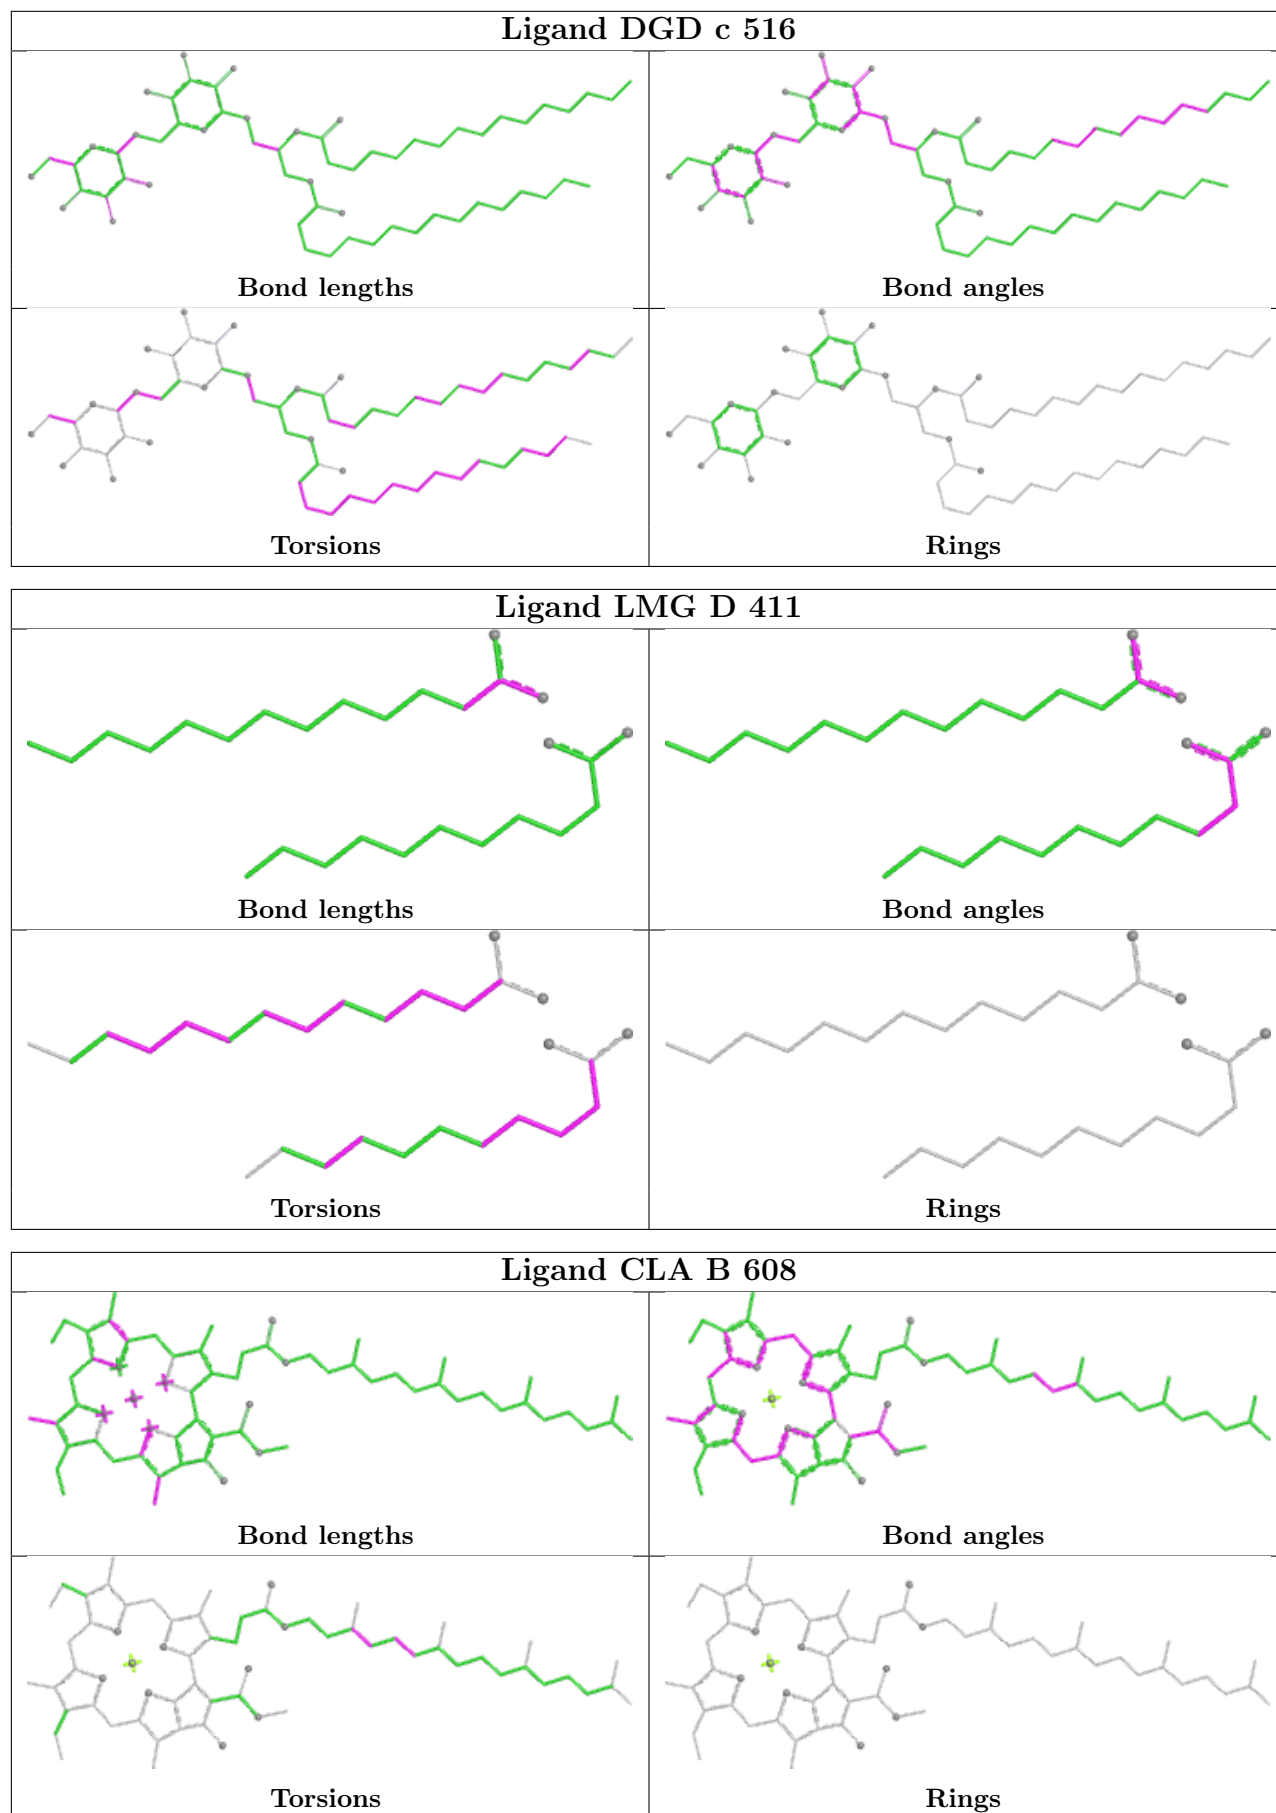 Ligand DGD c 516
Bond lengths
Bond angles
Torsions
Rings
Ligand LMG D 411
Bond lengths
Bond angles
Torsions
Rings
Ligand CLA B 608
Bond lengths
Bond angles
Torsions
Rings